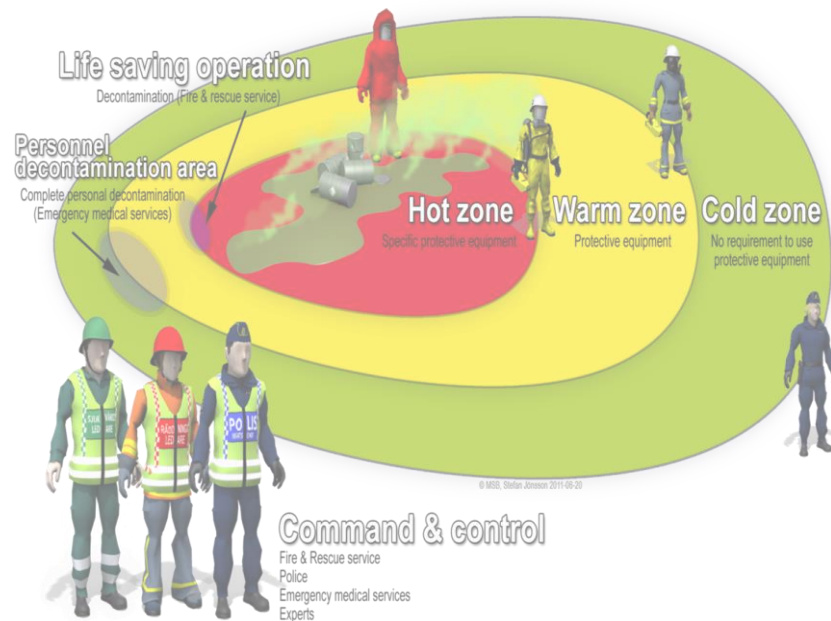 Life saving operation
Decontamination (Fire & rescue service)
Personnel
decontamination area
Complete personal decontamination
(Emergency medical services)
Hot zone
Specific protective equipment
Warm zone
Protective equipment
Cold zone
No requirement to use
protective equipment
POLIS
© MSB, Stefan Jönsson 2011-06-20
Command & control
Fire & Rescue service
Police
Emergency medical services
Experts